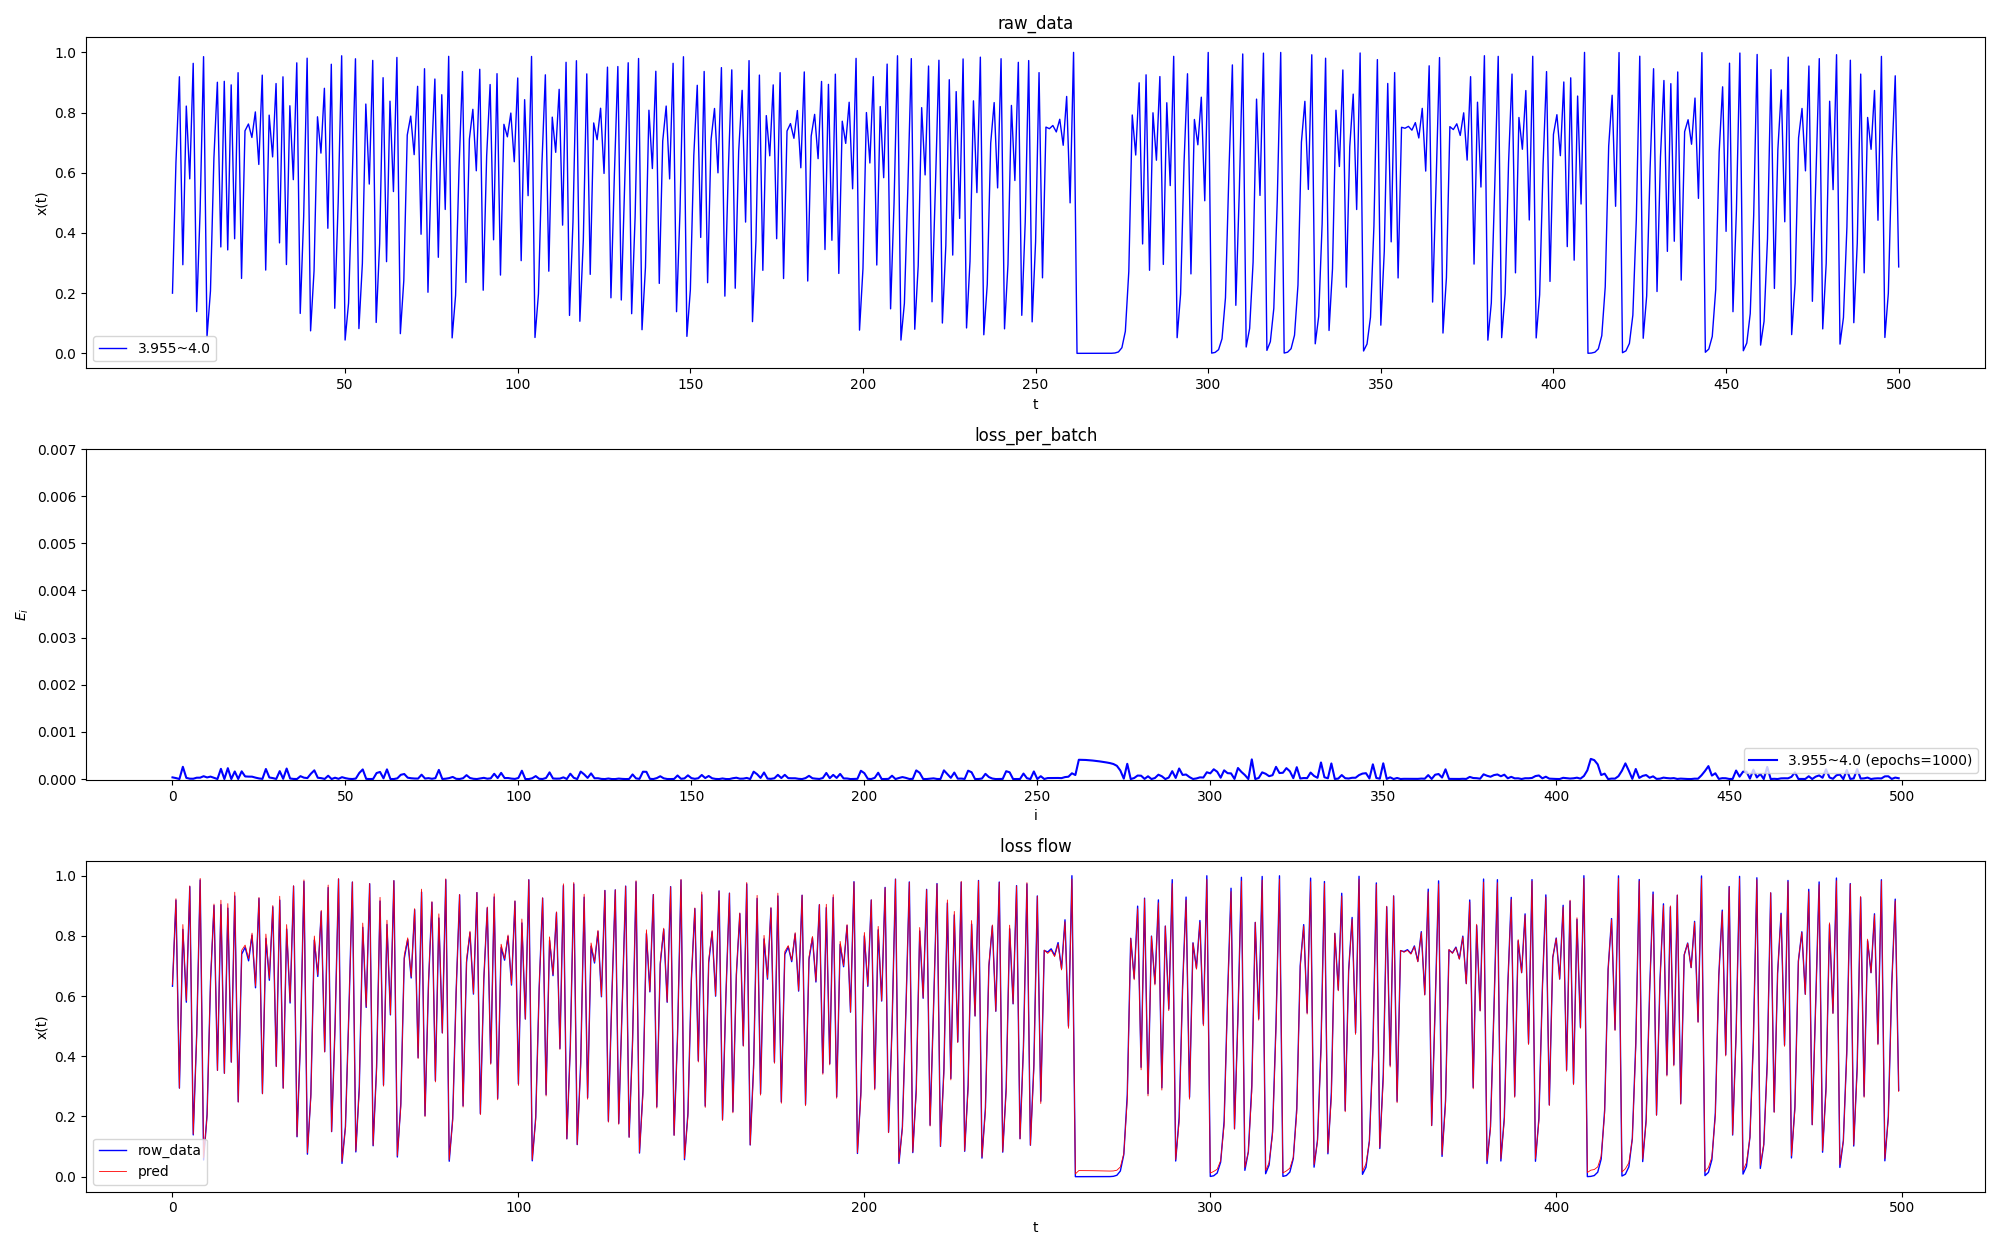 raw_data
1.0
0.8
0.6
0.4
0.2
0.0
x(t)
3.955~4.0
50 100 150 200 250 300 350 400 450 500
t
loss_per_batch
0.007
0.006
0.005
0.004
0.003
0.002
0.001
0.000
E_i
3.955~4.0 (epochs=1000)
0 50 100 150 200 250 300 350 400 450 500
i
loss flow
1.0
0.8
0.6
0.4
0.2
0.0
x(t)
row_data
pred
0 100 200 300 400 500
t